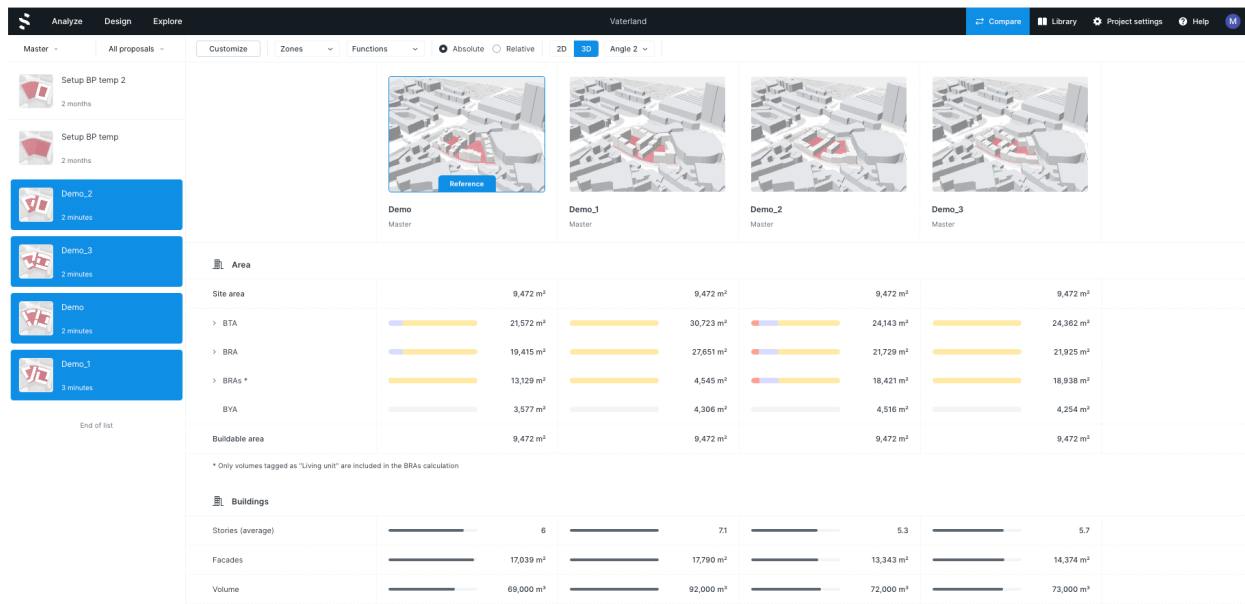 Analyze Design Explore Vaterland Compare Library Project settings Help M
Master All proposals Customize Zones Functions Absolute Relative 2D 3D Angle 2
Setup BP temp 2
2 months
Setup BP temp
2 months
Demo_2
2 minutes
Demo_3
2 minutes
Demo
2 minutes
Demo_1
3 minutes
End of list
Reference
Demo Demo_1 Demo_2 Demo_3
Master Master Master Master
Area
Site area 9,472 m² 9,472 m² 9,472 m² 9,472 m²
BTA 21,572 m² 30,723 m² 24,143 m² 24,362 m²
BRA 19,415 m² 27,651 m² 21,729 m² 21,925 m²
BRAs * 13,129 m² 4,545 m² 18,421 m² 18,938 m²
BYA 3,577 m² 4,306 m² 4,516 m² 4,254 m²
Buildable area 9,472 m² 9,472 m² 9,472 m² 9,472 m²
* Only volumes tagged as "Living unit" are included in the BRAs calculation
Buildings
Stories (average) 6 7.1 5.3 5.7
Facades 17,039 m² 17,790 m² 13,343 m² 14,374 m²
Volume 69,000 m³ 92,000 m³ 72,000 m³ 73,000 m³